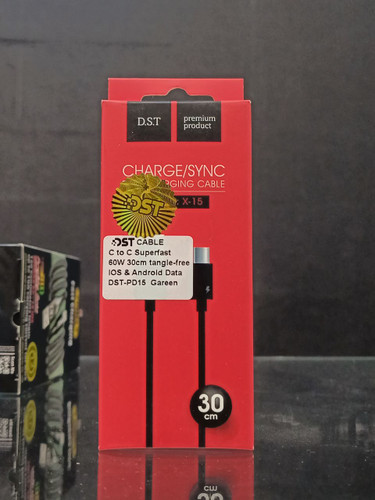 D.S.T
premium
product
CHARGE/SYNC
RGING CABLE
X-15
DST
DST CABLE
C to C Superfast
60W 30cm tangle-free
iOS & Android Data
DST-PD15 Gareen
30
cm